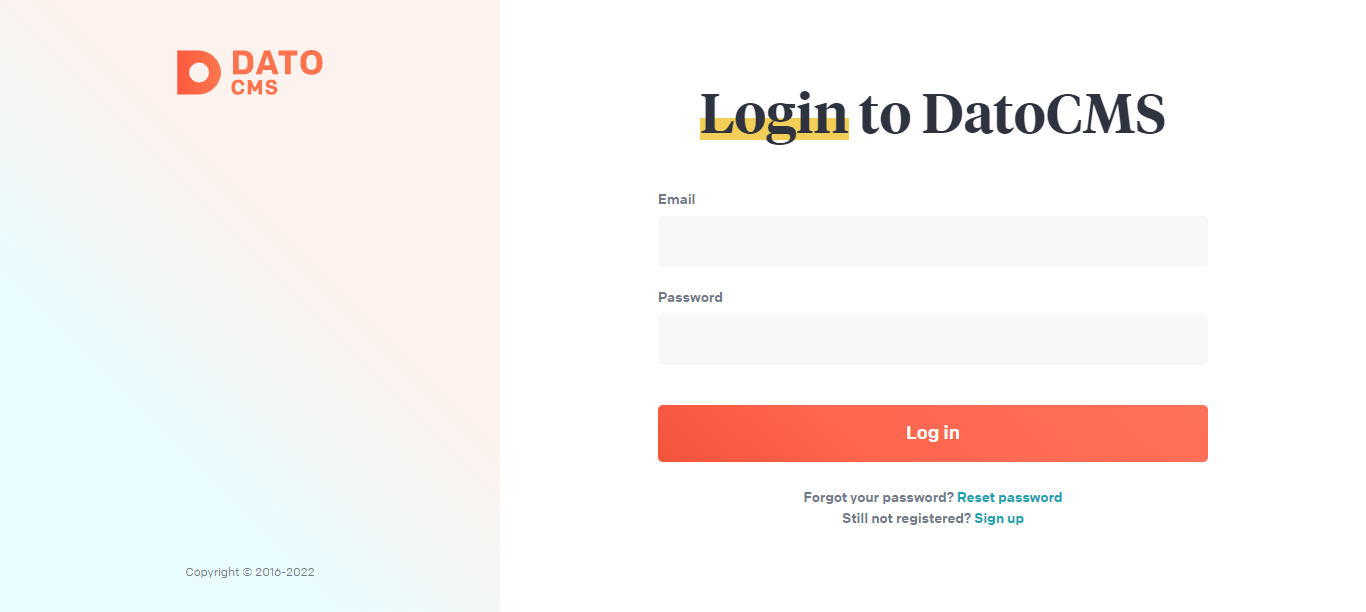 DATO
CMS
Login to DatoCMS
Email
Password
Log in
Forgot your password? Reset password
Still not registered? Sign up
Copyright © 2016-2022